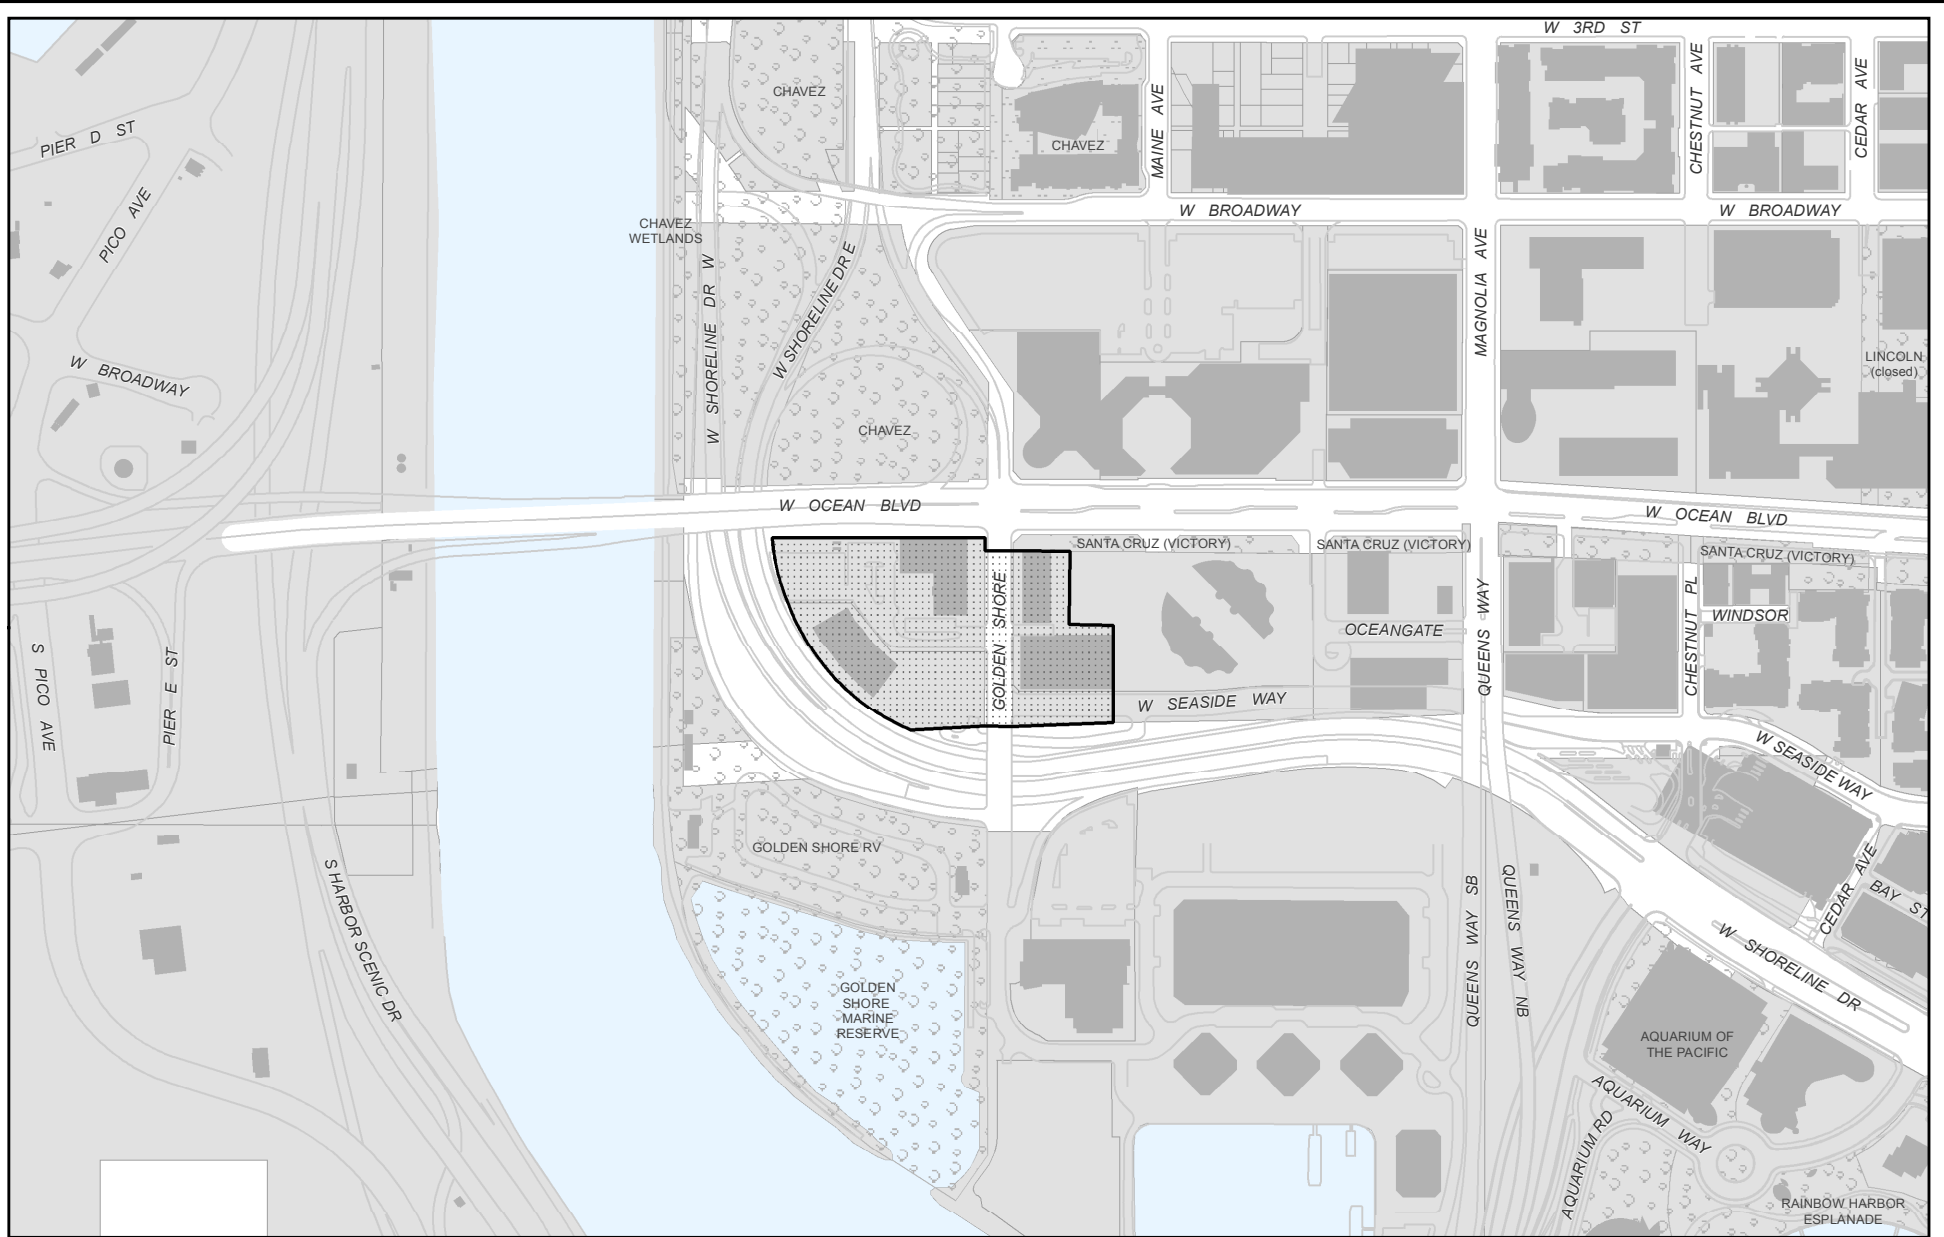 W 3RD ST
CHAVEZ
CHESTNUT AVE
CEDAR AVE
MAINE AVE
PIER D ST
CHAVEZ
PICO AVE
W BROADWAY
W BROADWAY
CHAVEZ
WETLANDS
W SHORELINE DR W
W SHORELINE DR E
MAGNOLIA AVE
W BROADWAY
LINCOLN
(closed)
CHAVEZ
W OCEAN BLVD
W OCEAN BLVD
SANTA CRUZ (VICTORY)
SANTA CRUZ (VICTORY)
SANTA CRUZ (VICTORY)
GOLDEN SHORE
QUEENS WAY
CHESTNUT PL
WINDSOR
OCEANGATE
S PICO AVE
PIER E ST
W SEASIDE WAY
W SEASIDE WAY
GOLDEN SHORE RV
S HARBOR SCENIC DR
QUEENS WAY SB
QUEENS WAY NB
CEDAR AVE
BAY ST
W SHORELINE DR
GOLDEN
SHORE
MARINE
RESERVE
AQUARIUM OF
THE PACIFIC
AQUARIUM WAY
AQUARIUM RD
RAINBOW HARBOR
ESPLANADE